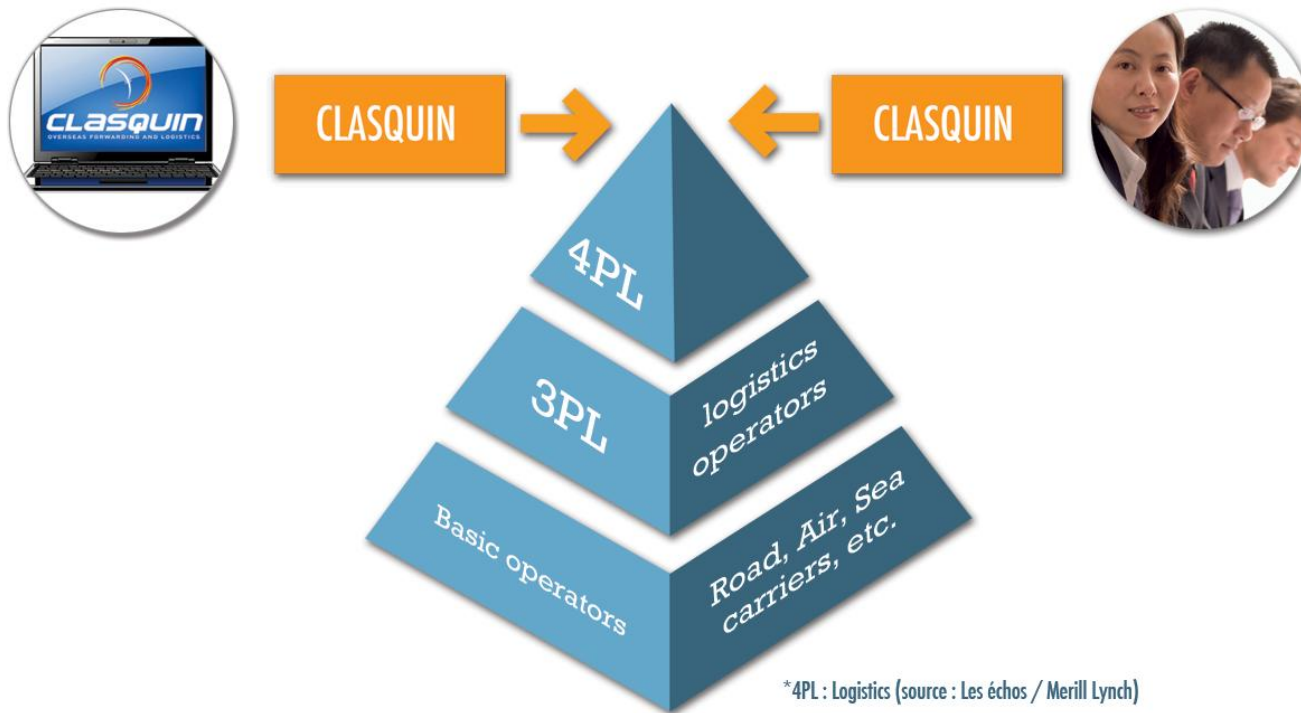 CLASQUIN
OVERSEAS FORWARDING AND LOGISTICS
CLASQUIN
CLASQUIN
4PL
3PL
logistics
operators
Basic operators
Road, Air, Sea
carriers, etc.
*4PL : Logistics (source : Les échos / Merill Lynch)